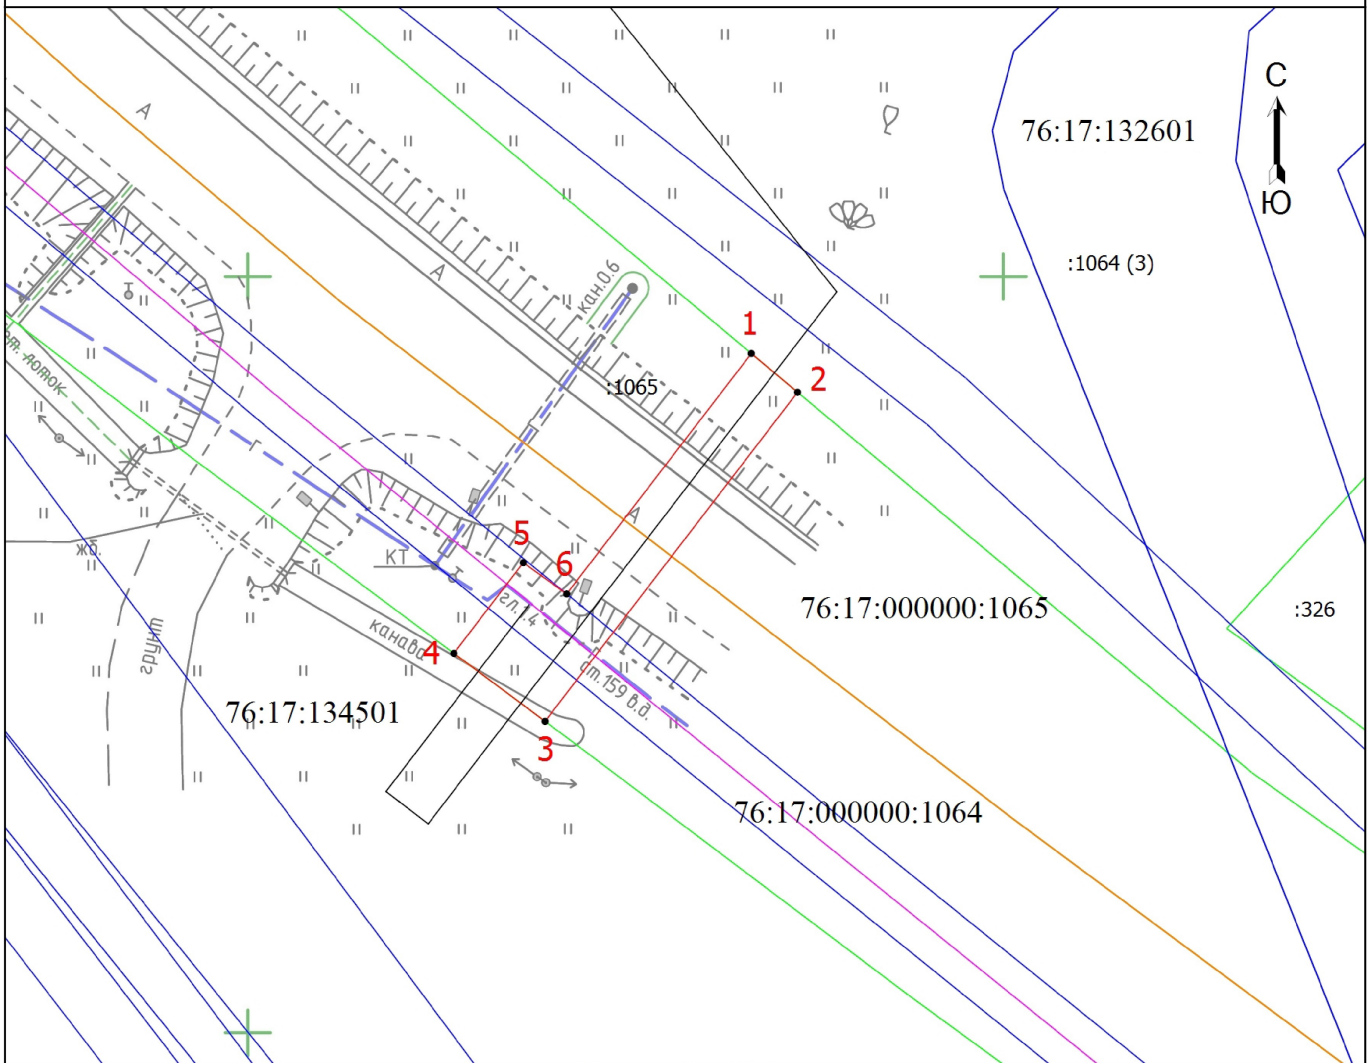 С
76:17:132601
А
Ю
:1064 (3)
А
кан.0.6
1
лоток
2
:1065
5
А
жб.
КТ
6
гл.1.4
76:17:000000:1065
:326
канава
4
грунт
ст.159 в.д.
76:17:134501
3
76:17:000000:1064